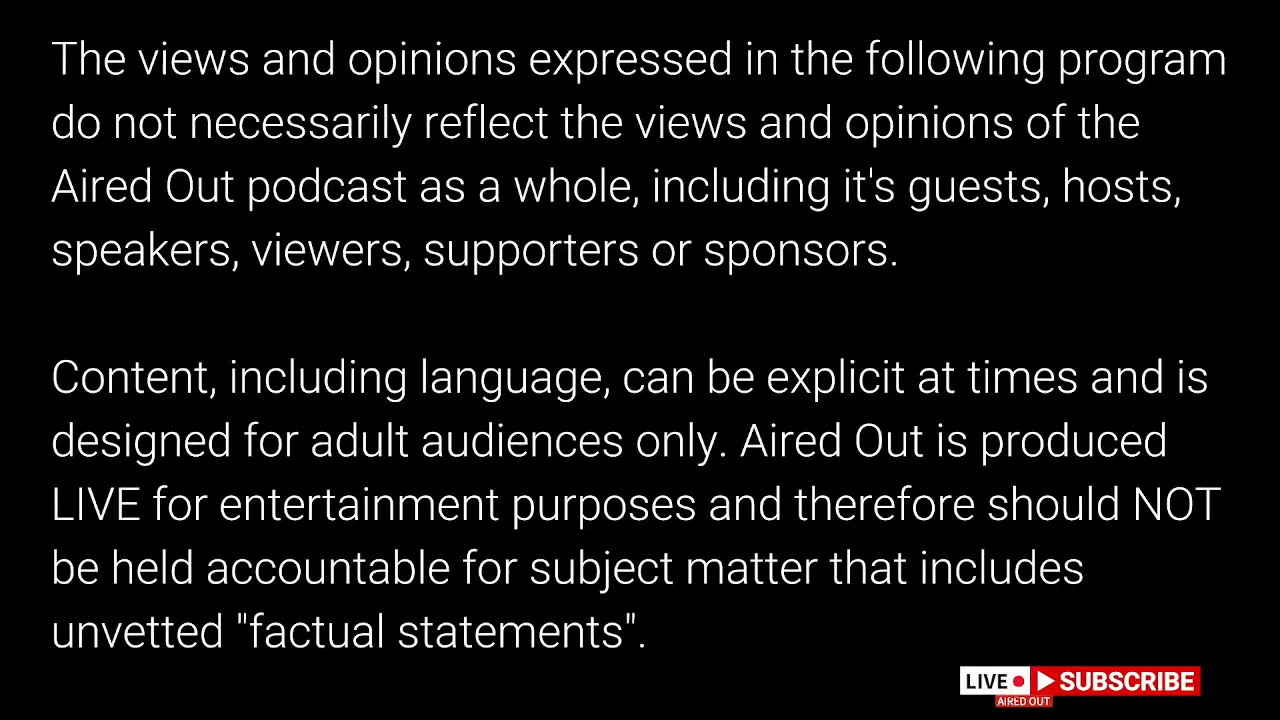 The views and opinions expressed in the following program
do not necessarily reflect the views and opinions of the
Aired Out podcast as a whole, including it's guests, hosts,
speakers, viewers, supporters or sponsors.
Content, including language, can be explicit at times and is
designed for adult audiences only. Aired Out is produced
LIVE for entertainment purposes and therefore should NOT
be held accountable for subject matter that includes
unvetted "factual statements".
LIVE SUBSCRIBE
AIRED OUT